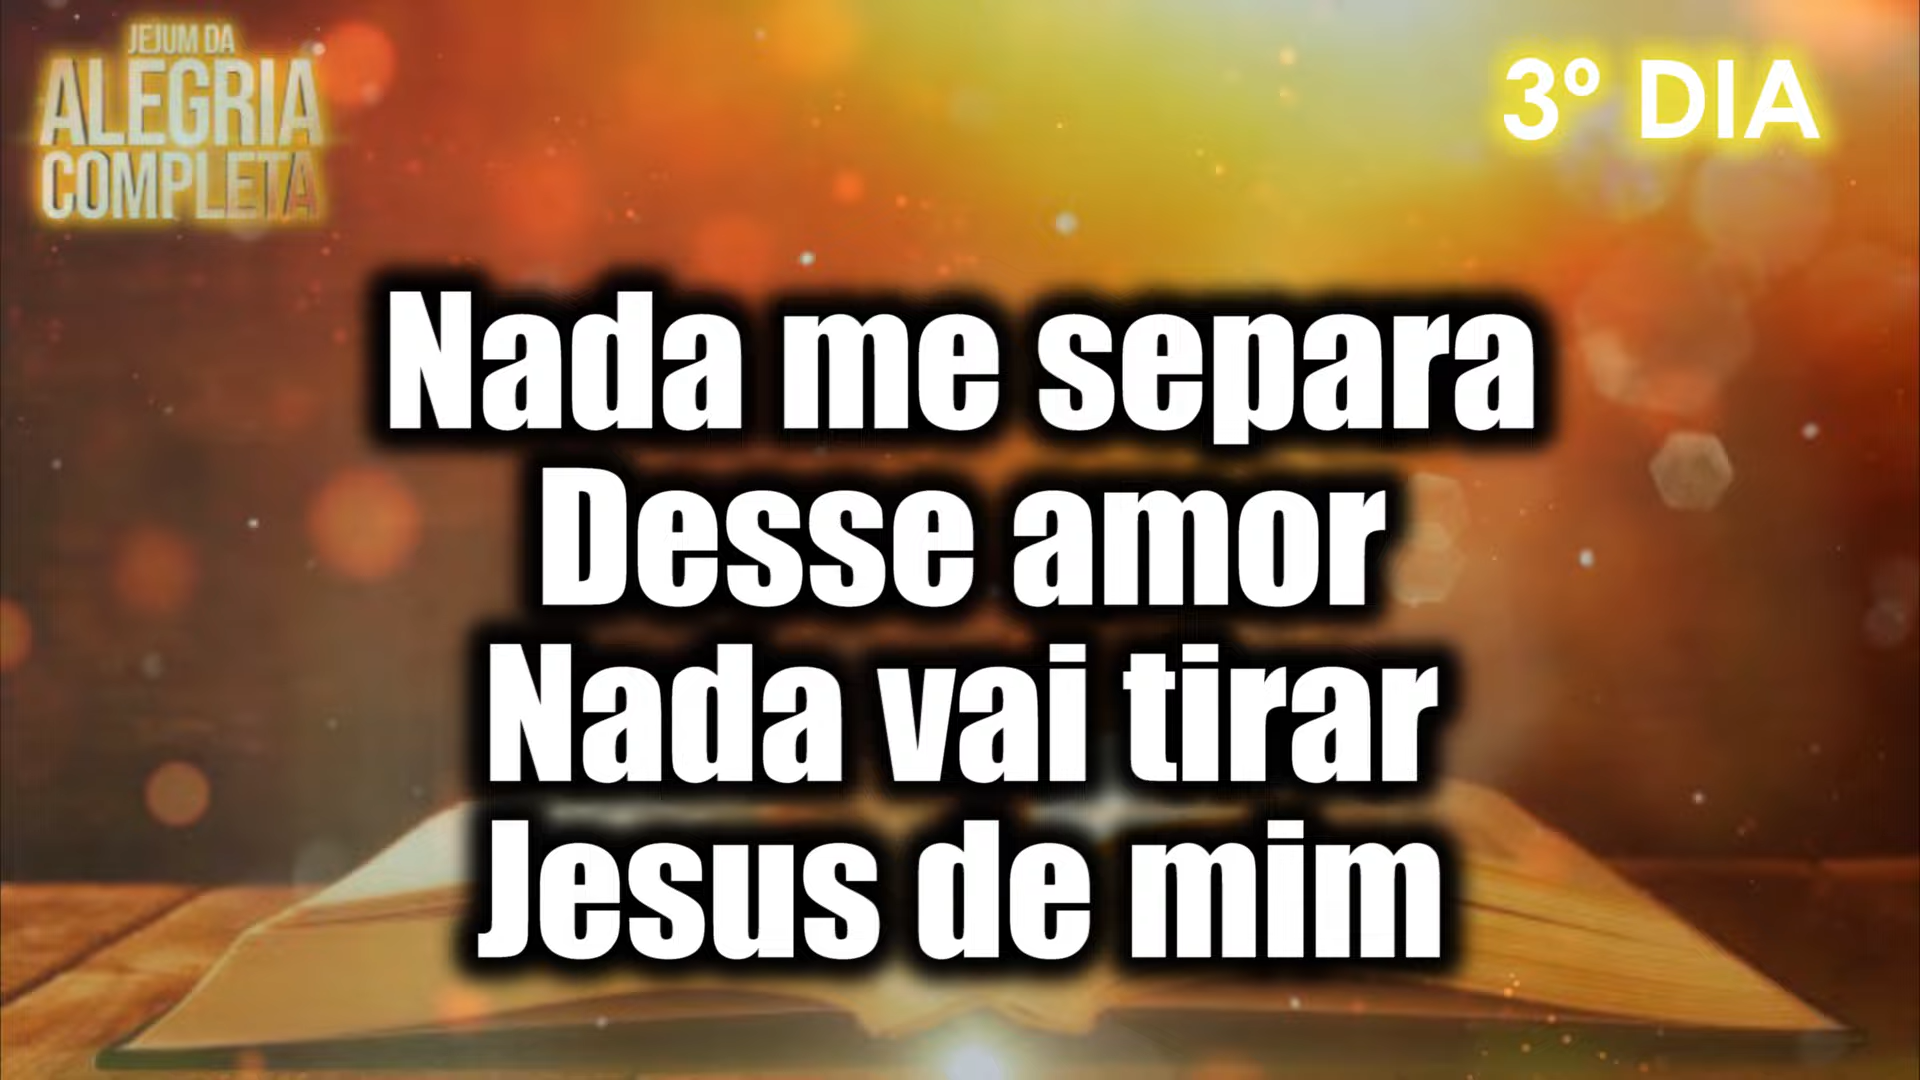 JEJUM DA
ALEGRIA
COMPLETA
3º DIA
Nada me separa
Desse amor
Nada vai tirar
Jesus de mim